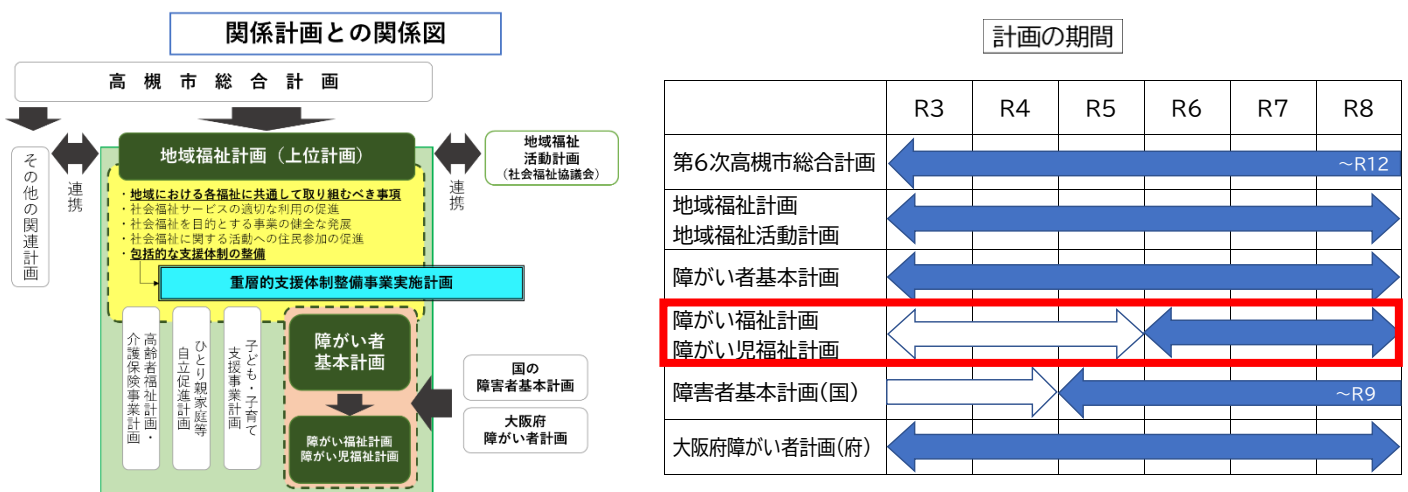 関係計画との関係図
高槻市総合計画
その他の関連計画
連携
地域福祉計画（上位計画）
連携
地域福祉
活動計画
（社会福祉協議会）
・地域における各福祉に共通して取り組むべき事項
・社会福祉サービスの適切な利用の促進
・社会福祉を目的とする事業の健全な発展
・社会福祉に関する活動への住民参加の促進
・包括的な支援体制の整備
重層的支援体制整備事業実施計画
高齢者福祉計画・
介護保険事業計画
ひとり親家庭等
自立促進計画
子ども・子育て
支援事業計画
障がい者
基本計画
障がい福祉計画
障がい児福祉計画
国の
障害者基本計画
大阪府
障がい者計画
計画の期間
R3 R4 R5 R6 R7 R8
第6次高槻市総合計画 ～R12
地域福祉計画
地域福祉活動計画
障がい者基本計画
障がい福祉計画
障がい児福祉計画
障害者基本計画(国) ～R9
大阪府障がい者計画(府)